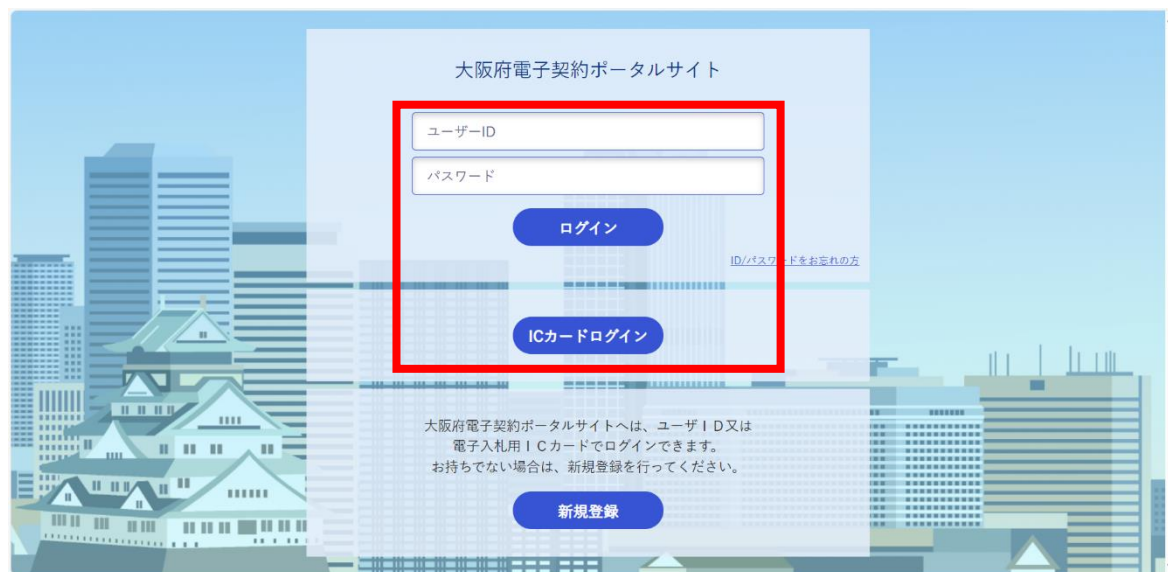 大阪府電子契約ポータルサイト
ユーザーID
パスワード
ログイン
ID/パスワードをお忘れの方
ICカードログイン
大阪府電子契約ポータルサイトへは、ユーザＩＤ又は
電子入札用ＩＣカードでログインできます。
お持ちでない場合は、新規登録を行ってください。
新規登録